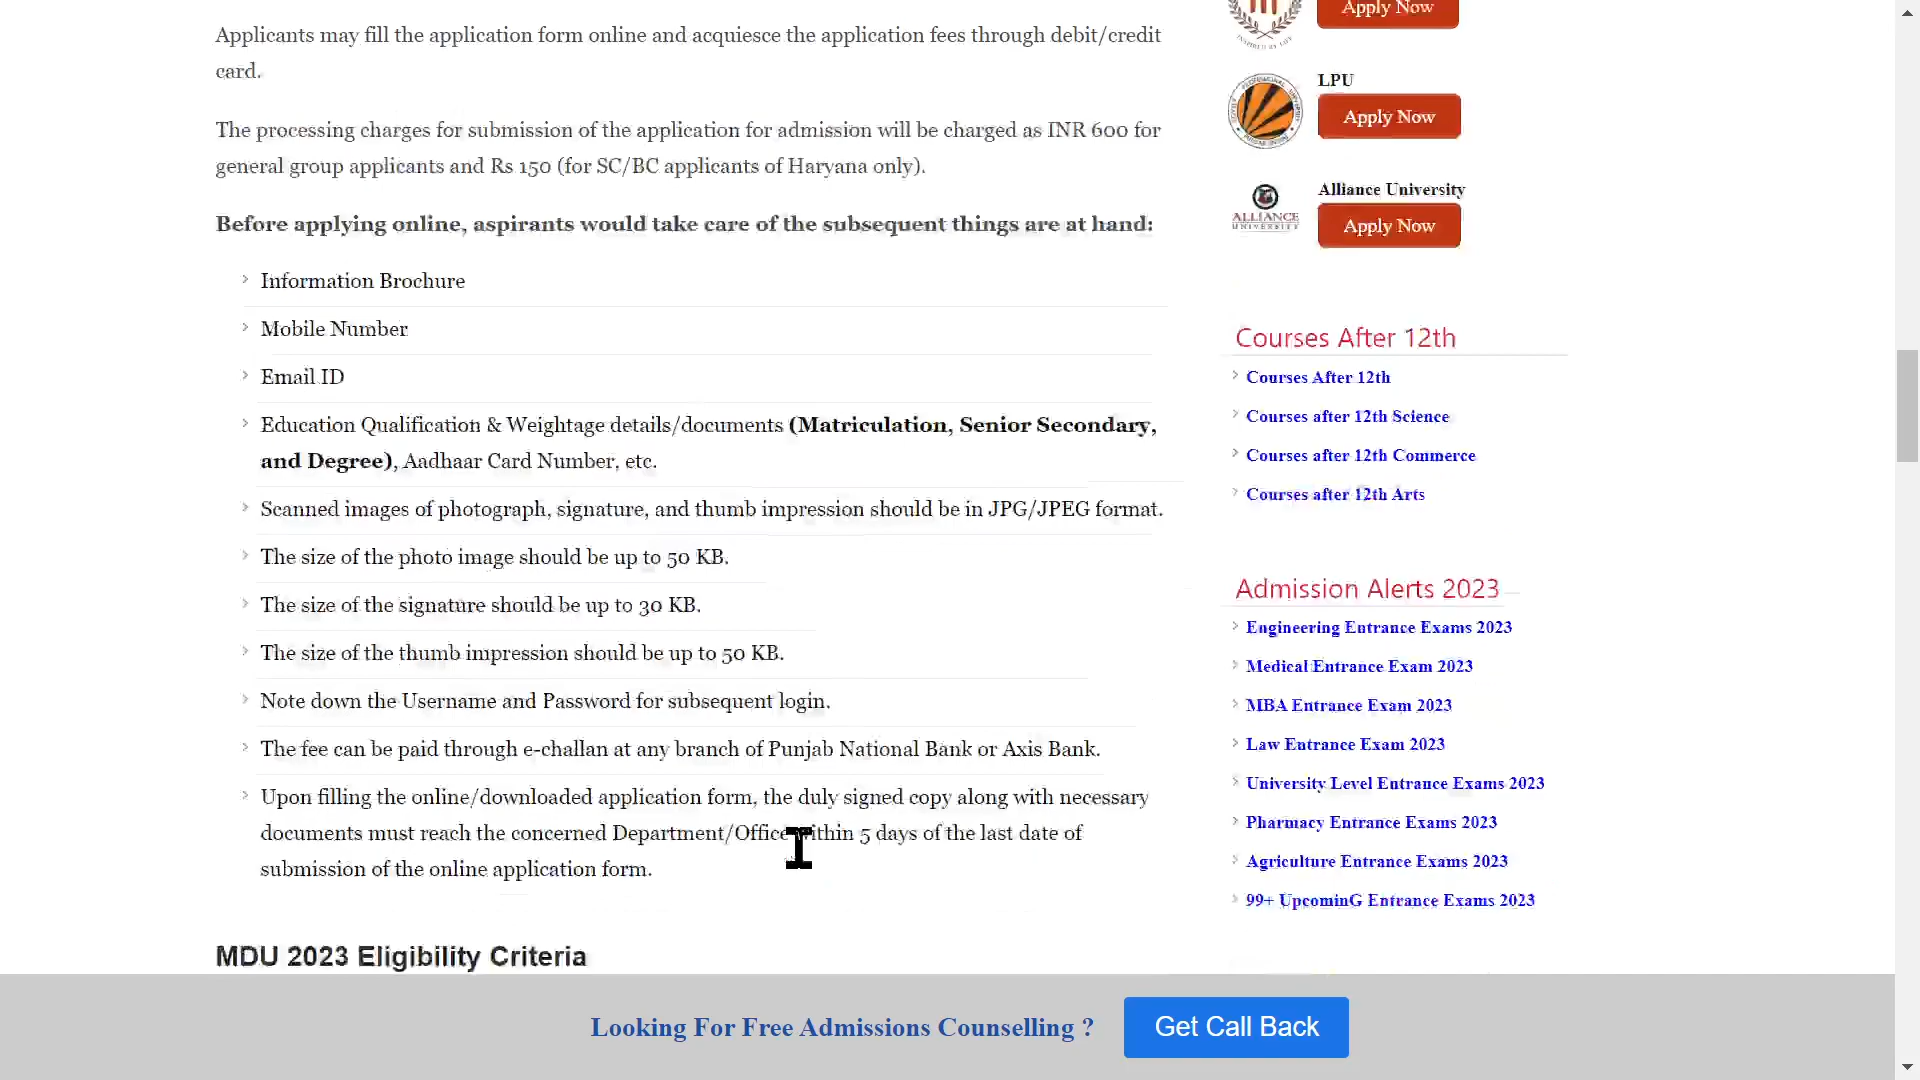 Applicants may fill the application form online and acquiesce the application fees through debit/credit
card.
The processing charges for submission of the application for admission will be charged as INR 600 for
general group applicants and Rs 150 (for SC/BC applicants of Haryana only).
Before applying online, aspirants would take care of the subsequent things are at hand:
Information Brochure
Mobile Number
Email ID
Education Qualification & Weightage details/documents (Matriculation, Senior Secondary,
and Degree), Aadhaar Card Number, etc.
Scanned images of photograph, signature, and thumb impression should be in JPG/JPEG format.
The size of the photo image should be up to 50 KB.
The size of the signature should be up to 30 KB.
The size of the thumb impression should be up to 50 KB.
Note down the Username and Password for subsequent login.
The fee can be paid through e-challan at any branch of Punjab National Bank or Axis Bank.
Upon filling the online/downloaded application form, the duly signed copy along with necessary
documents must reach the concerned Department/Office within 5 days of the last date of
submission of the online application form.
MDU 2023 Eligibility Criteria
Apply Now
LPU
Apply Now
Alliance University
ALLIANCE
UNIVERSITY
Apply Now
Courses After 12th
Courses After 12th
Courses after 12th Science
Courses after 12th Commerce
Courses after 12th Arts
Admission Alerts 2023
Engineering Entrance Exams 2023
Medical Entrance Exam 2023
MBA Entrance Exam 2023
Law Entrance Exam 2023
University Level Entrance Exams 2023
Pharmacy Entrance Exams 2023
Agriculture Entrance Exams 2023
99+ UpcominG Entrance Exams 2023
Looking For Free Admissions Counselling ?
Get Call Back